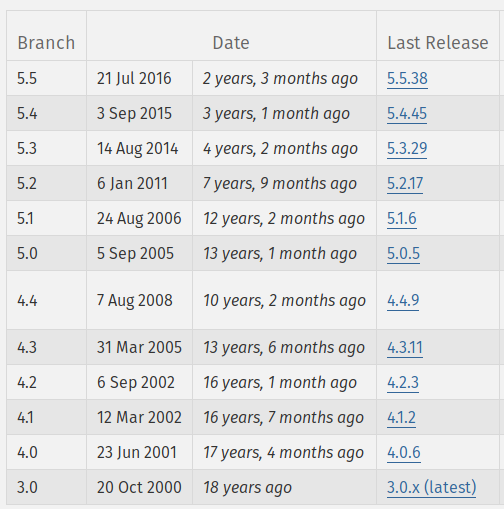 Branch Date Last Release
5.5 21 Jul 2016 2 years, 3 months ago 5.5.38
5.4 3 Sep 2015 3 years, 1 month ago 5.4.45
5.3 14 Aug 2014 4 years, 2 months ago 5.3.29
5.2 6 Jan 2011 7 years, 9 months ago 5.2.17
5.1 24 Aug 2006 12 years, 2 months ago 5.1.6
5.0 5 Sep 2005 13 years, 1 month ago 5.0.5
4.4 7 Aug 2008 10 years, 2 months ago 4.4.9
4.3 31 Mar 2005 13 years, 6 months ago 4.3.11
4.2 6 Sep 2002 16 years, 1 month ago 4.2.3
4.1 12 Mar 2002 16 years, 7 months ago 4.1.2
4.0 23 Jun 2001 17 years, 4 months ago 4.0.6
3.0 20 Oct 2000 18 years ago 3.0.x (latest)